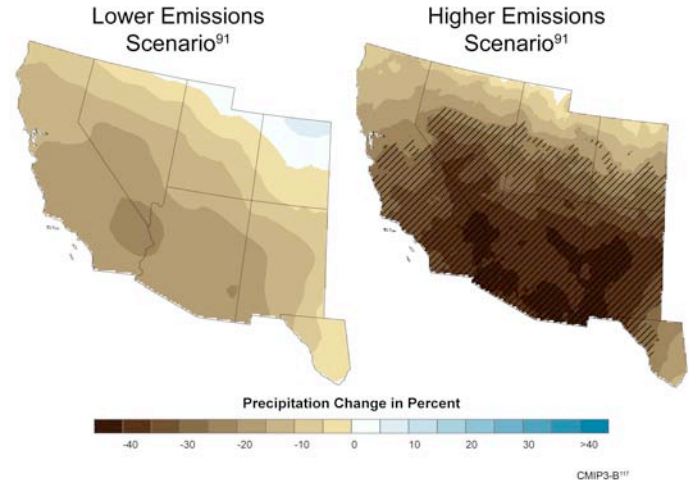 Lower Emissions
Scenario91
Higher Emissions
Scenario91
Precipitation Change in Percent
-40 -30 -20 -10 0 10 20 30 >40
CMIP3-B117